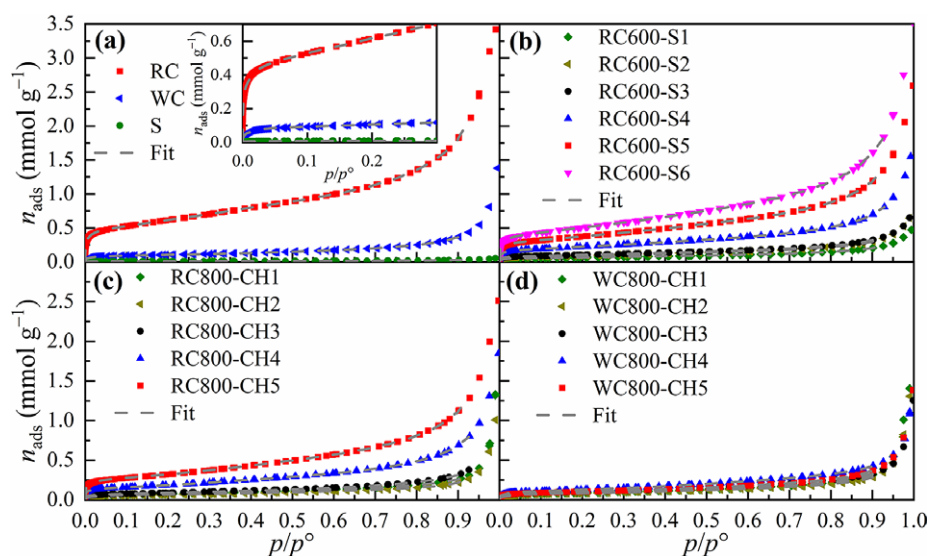 (a)
RC
WC
S
Fit
n_ads (mmol g⁻¹)
3.5
3.0
2.5
2.0
1.5
1.0
0.5
0.0
n_ads (mmol g⁻¹)
0.6
0.4
0.2
0.0
0.0 0.1 0.2
p/p°
(b)
RC600-S1
RC600-S2
RC600-S3
RC600-S4
RC600-S5
RC600-S6
Fit
(c)
RC800-CH1
RC800-CH2
RC800-CH3
RC800-CH4
RC800-CH5
Fit
n_ads (mmol g⁻¹)
2.5
2.0
1.5
1.0
0.5
0.0
0.0 0.1 0.2 0.3 0.4 0.5 0.6 0.7 0.8 0.9
p/p°
(d)
WC800-CH1
WC800-CH2
WC800-CH3
WC800-CH4
WC800-CH5
Fit
0.0 0.1 0.2 0.3 0.4 0.5 0.6 0.7 0.8 0.9 1.0
p/p°